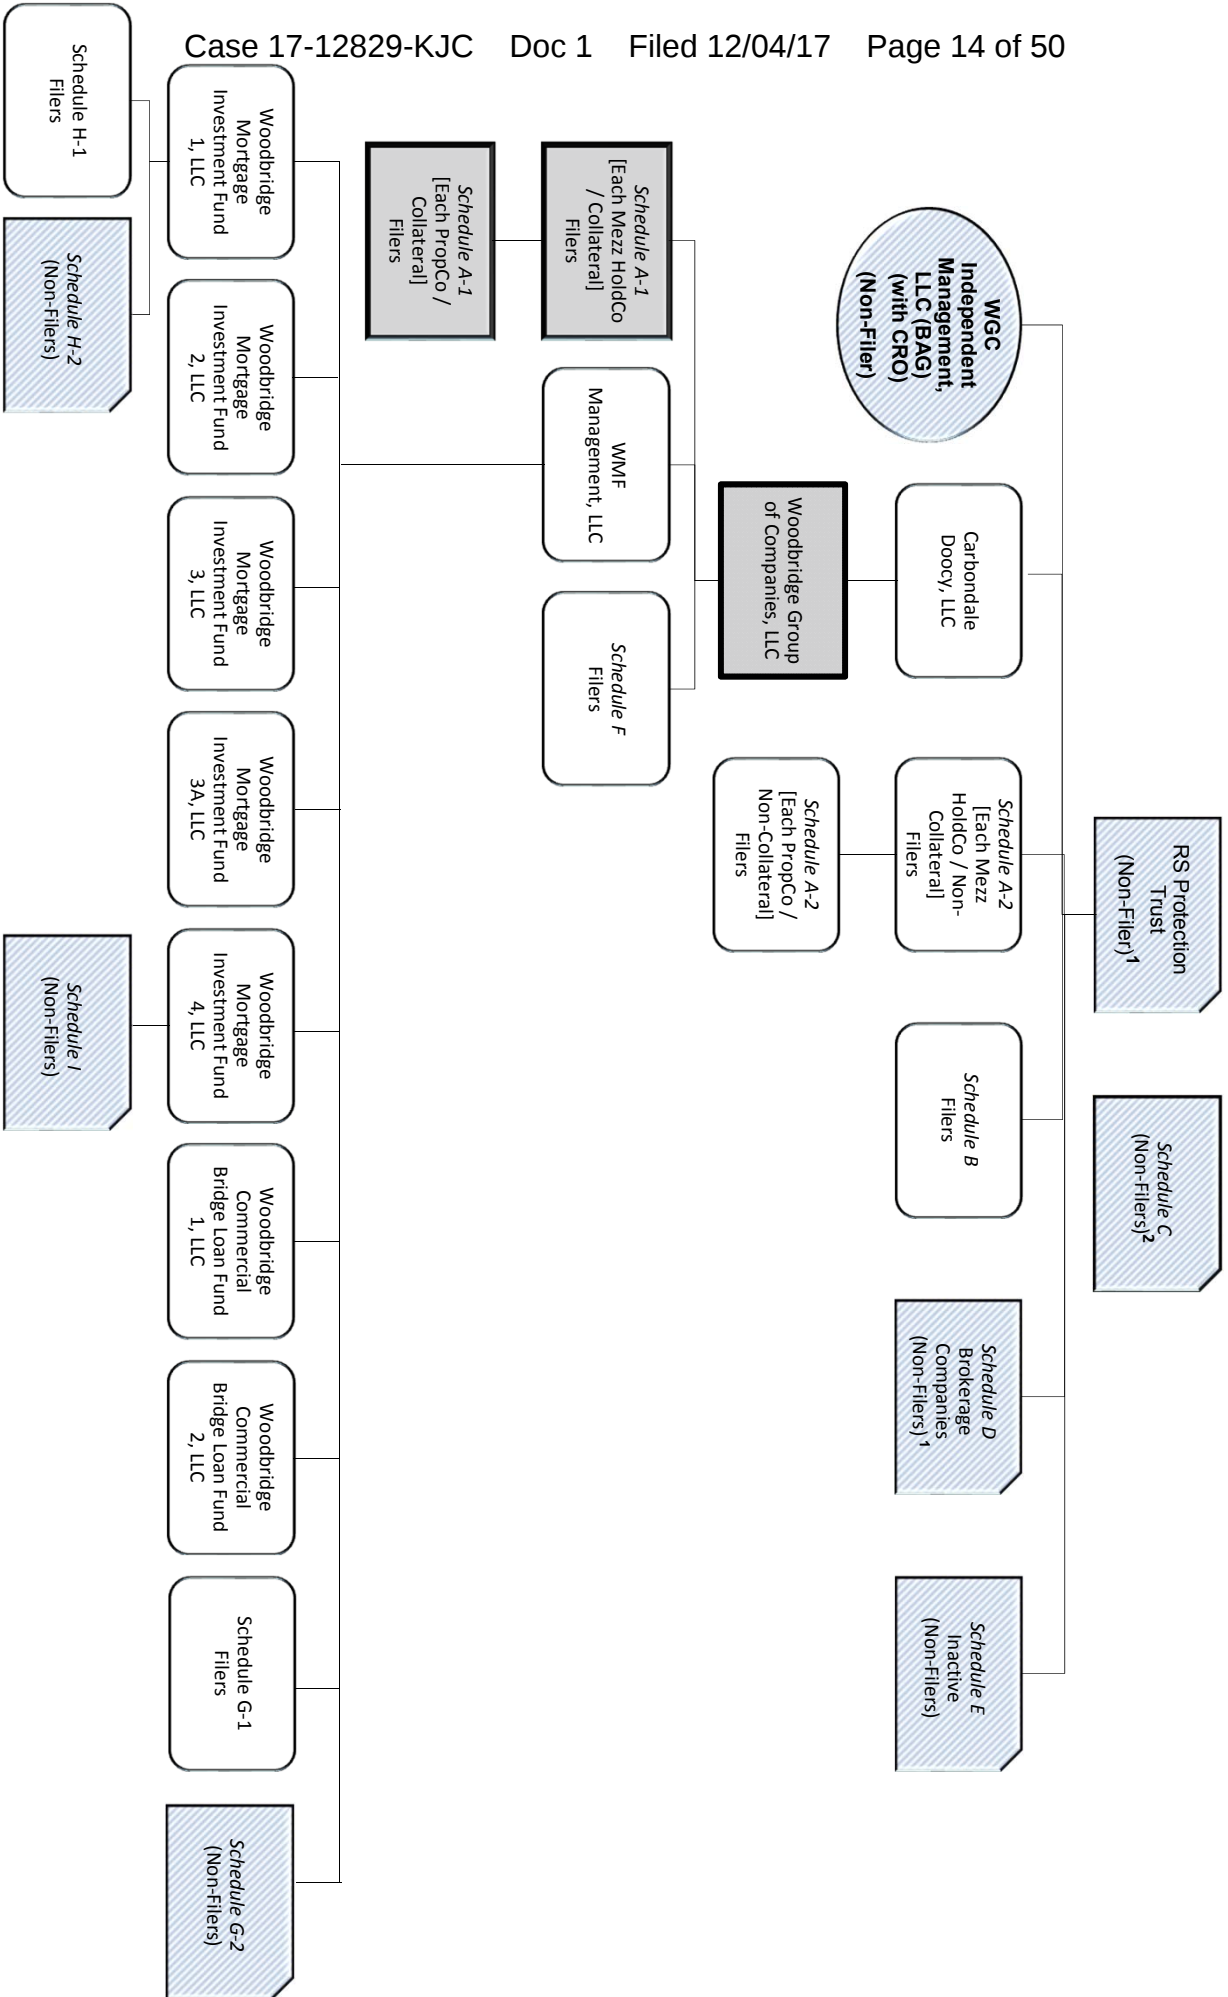 Case 17-12829-KJC Doc 1 Filed 12/04/17 Page 14 of 50
RS Protection
Trust
(Non-Filer)1
Schedule C
(Non-Filers)2
WGC
Independent
Management,
LLC (BAG)
(with CRO)
(Non-Filer)
Carbondale
Doocy, LLC
Schedule A-2
[Each Mezz
HoldCo / Non-
Collateral]
Filers
Schedule B
Filers
Schedule D
Brokerage
Companies
(Non-Filers)1
Schedule E
Inactive
(Non-Filers)
Woodbridge Group
of Companies, LLC
Schedule A-2
[Each PropCo /
Non-Collateral]
Filers
Schedule A-1
[Each Mezz HoldCo
/ Collateral]
Filers
WMF
Management, LLC
Schedule F
Filers
Schedule A-1
[Each PropCo /
Collateral]
Filers
Woodbridge
Mortgage
Investment Fund
1, LLC
Woodbridge
Mortgage
Investment Fund
2, LLC
Woodbridge
Mortgage
Investment Fund
3, LLC
Woodbridge
Mortgage
Investment Fund
3A, LLC
Woodbridge
Mortgage
Investment Fund
4, LLC
Woodbridge
Commercial
Bridge Loan Fund
1, LLC
Woodbridge
Commercial
Bridge Loan Fund
2, LLC
Schedule G-1
Filers
Schedule G-2
(Non-Filers)
Schedule H-1
Filers
Schedule H-2
(Non-Filers)
Schedule I
(Non-Filers)